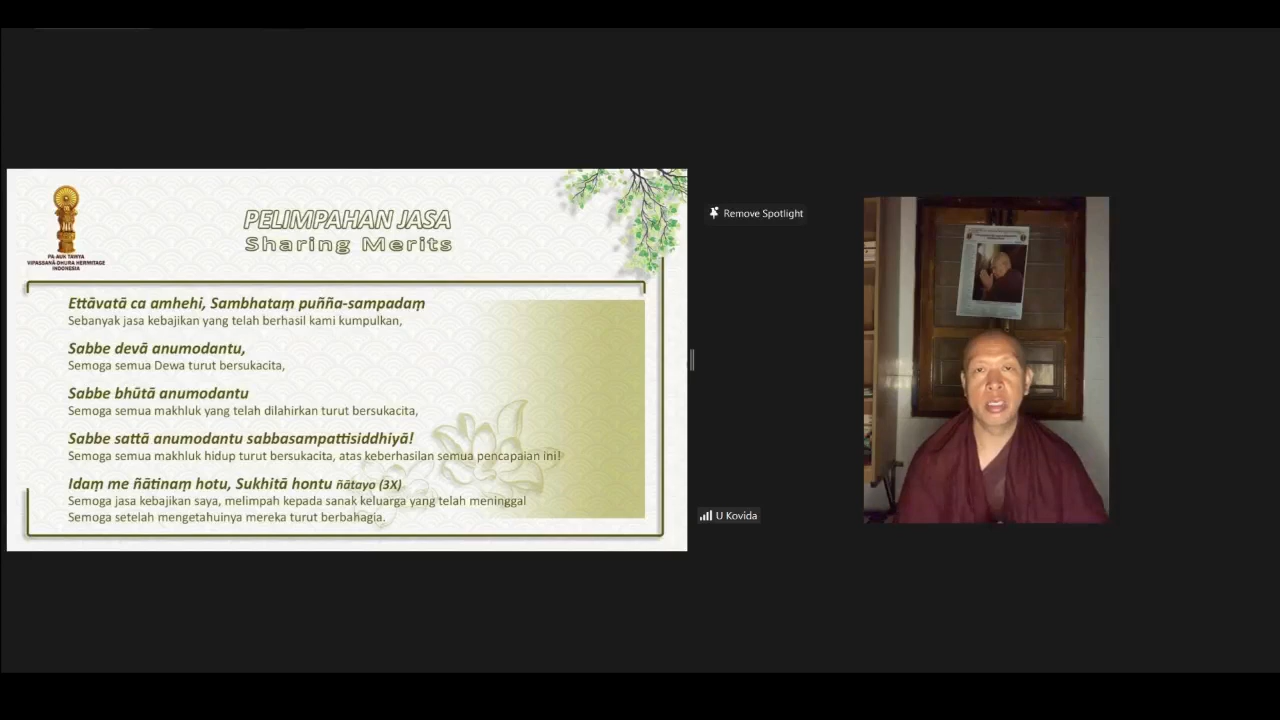 PELIMPAHAN JASA
Sharing Merits
PA-AUK TAWYA
VIPASSANĀ-DHURA HERMITAGE
INDONESIA
Ettāvatā ca amhehi, Sambhataṃ puñña-sampadaṃ
Sebanyak jasa kebajikan yang telah berhasil kami kumpulkan,
Sabbe devā anumodantu,
Semoga semua Dewa turut bersukacita,
Sabbe bhūtā anumodantu
Semoga semua makhluk yang telah dilahirkan turut bersukacita,
Sabbe sattā anumodantu sabbasampattisiddhiyā!
Semoga semua makhluk hidup turut bersukacita, atas keberhasilan semua pencapaian ini!
Idaṃ me ñātinaṃ hotu, Sukhitā hontu ñātayo (3X)
Semoga jasa kebajikan saya, melimpah kepada sanak keluarga yang telah meninggal
Semoga setelah mengetahuinya mereka turut berbahagia.
Remove Spotlight
U Kovida